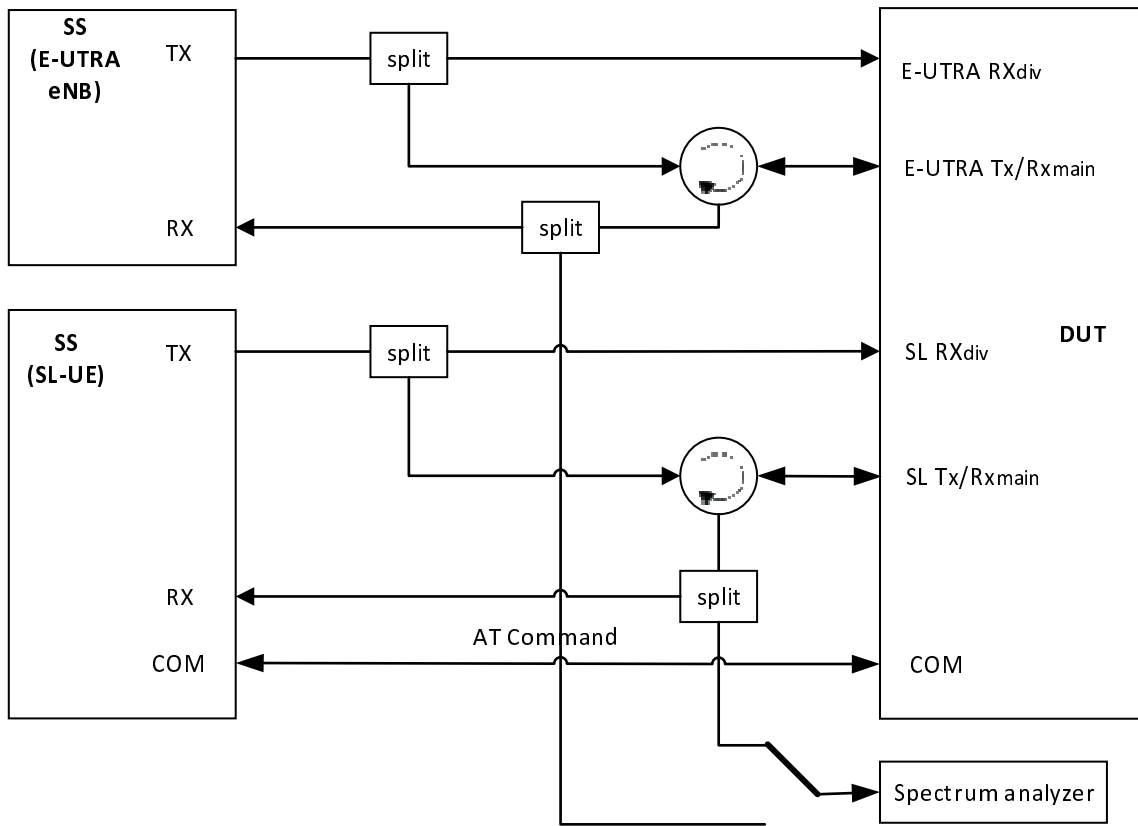 SS
(E-UTRA
eNB)
TX
RX
split
split
E-UTRA RXdiv
E-UTRA Tx/Rxmain
SS
(SL-UE)
TX
RX
COM
split
split
AT Command
SL RXdiv
DUT
SL Tx/Rxmain
COM
Spectrum analyzer